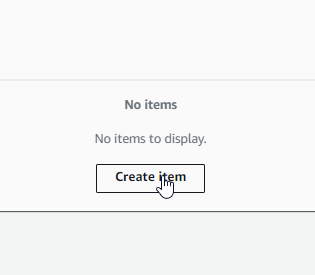 No items
No items to display.
Create item